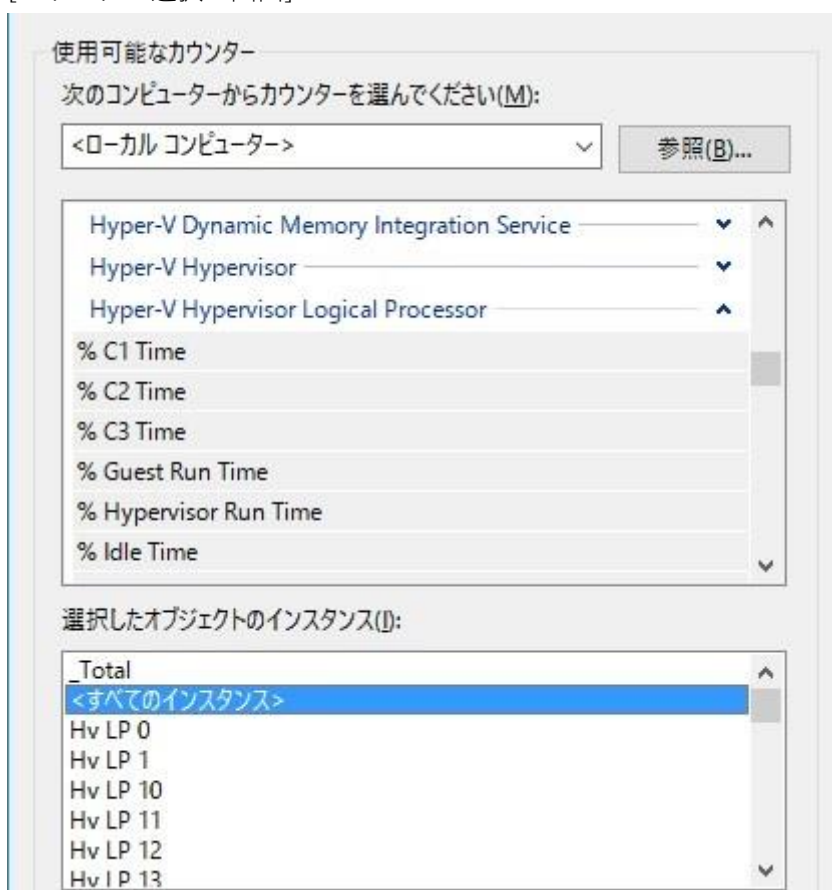 使用可能なカウンター
次のコンピューターからカウンターを選んでください(M):
<ローカル コンピューター>
参照(B)...
Hyper-V Dynamic Memory Integration Service
Hyper-V Hypervisor
Hyper-V Hypervisor Logical Processor
% C1 Time
% C2 Time
% C3 Time
% Guest Run Time
% Hypervisor Run Time
% Idle Time
選択したオブジェクトのインスタンス(I):
_Total
<すべてのインスタンス>
Hv LP 0
Hv LP 1
Hv LP 10
Hv LP 11
Hv LP 12
Hv LP 13